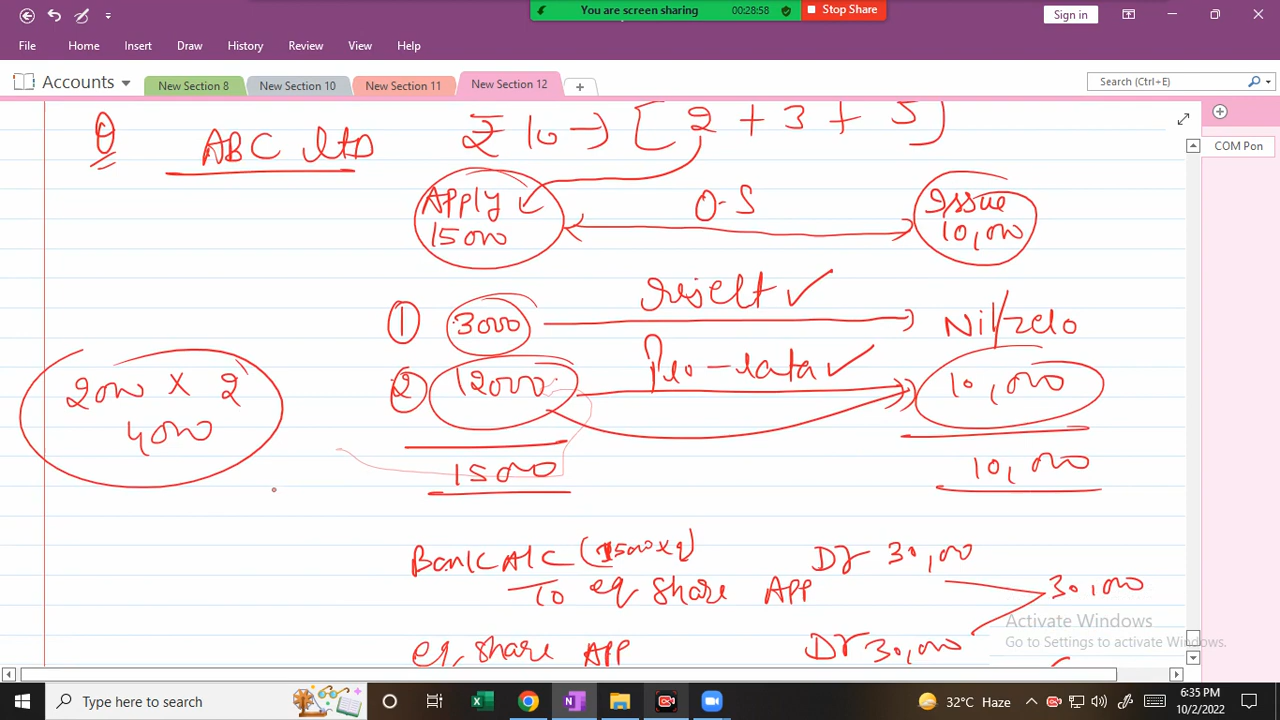 You are screen sharing 00:28:58 Stop Share
Sign in
File Home Insert Draw History Review View Help
Accounts New Section 8 New Section 10 New Section 11 New Section 12 + Search (Ctrl+E)
COM Pon
Q ABC ltd ₹ 10 → [2 + 3 + 5]
Apply 15000 O.S Issue 10,000
① 3000 Reject ✓ Nil/zero
② 12000 Pro-rata ✓ 10,000
2000 x 2
4000
15000 10,000
Bank A/c (15000x2) Dr 30,000
To eq share APP 30,000
eq. share APP Dr 30,000
Activate Windows
Go to Settings to activate Windows.
Type here to search
32°C Haze
6:35 PM
10/2/2022